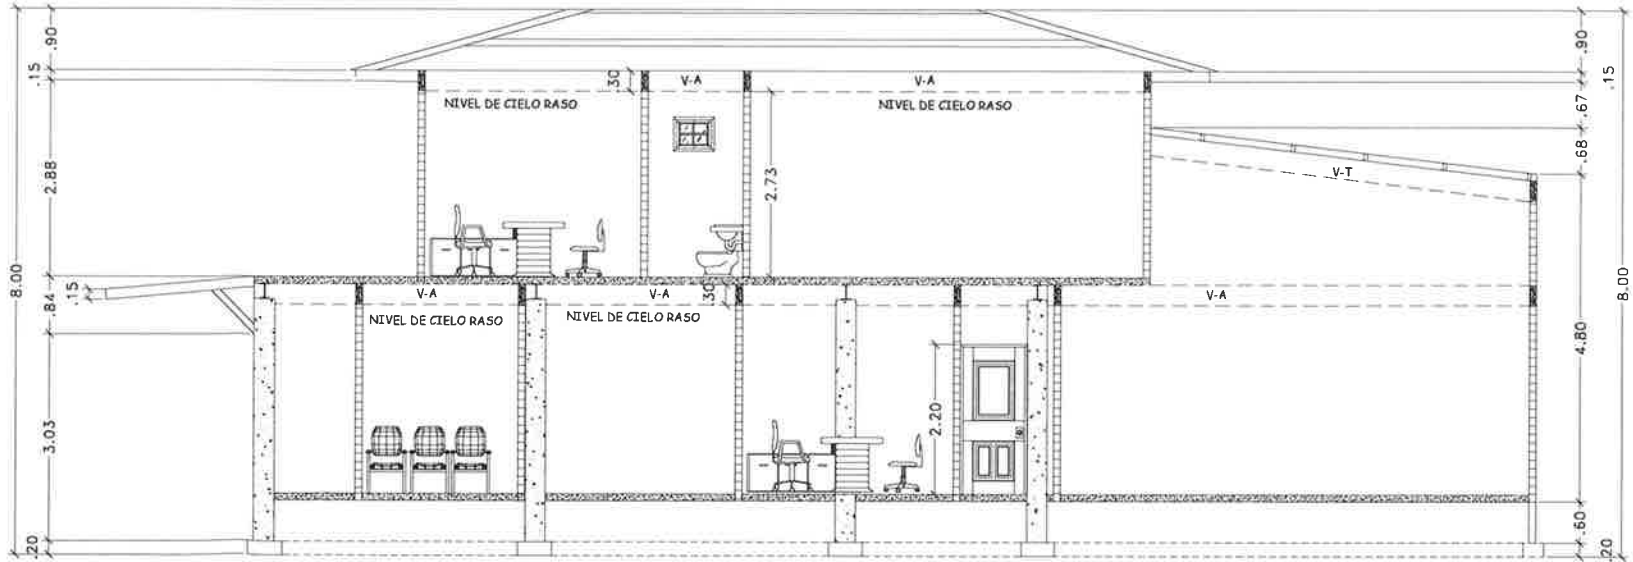 8.00
.90
.15
2.88
.84
.15
3.03
.20
V-A
V-A
.30
NIVEL DE CIELO RASO
NIVEL DE CIELO RASO
2.73
V-T
V-A
V-A
V-A
.30
NIVEL DE CIELO RASO
NIVEL DE CIELO RASO
2.20
.90
.15
.67
.68
4.80
.60
.20
8.00